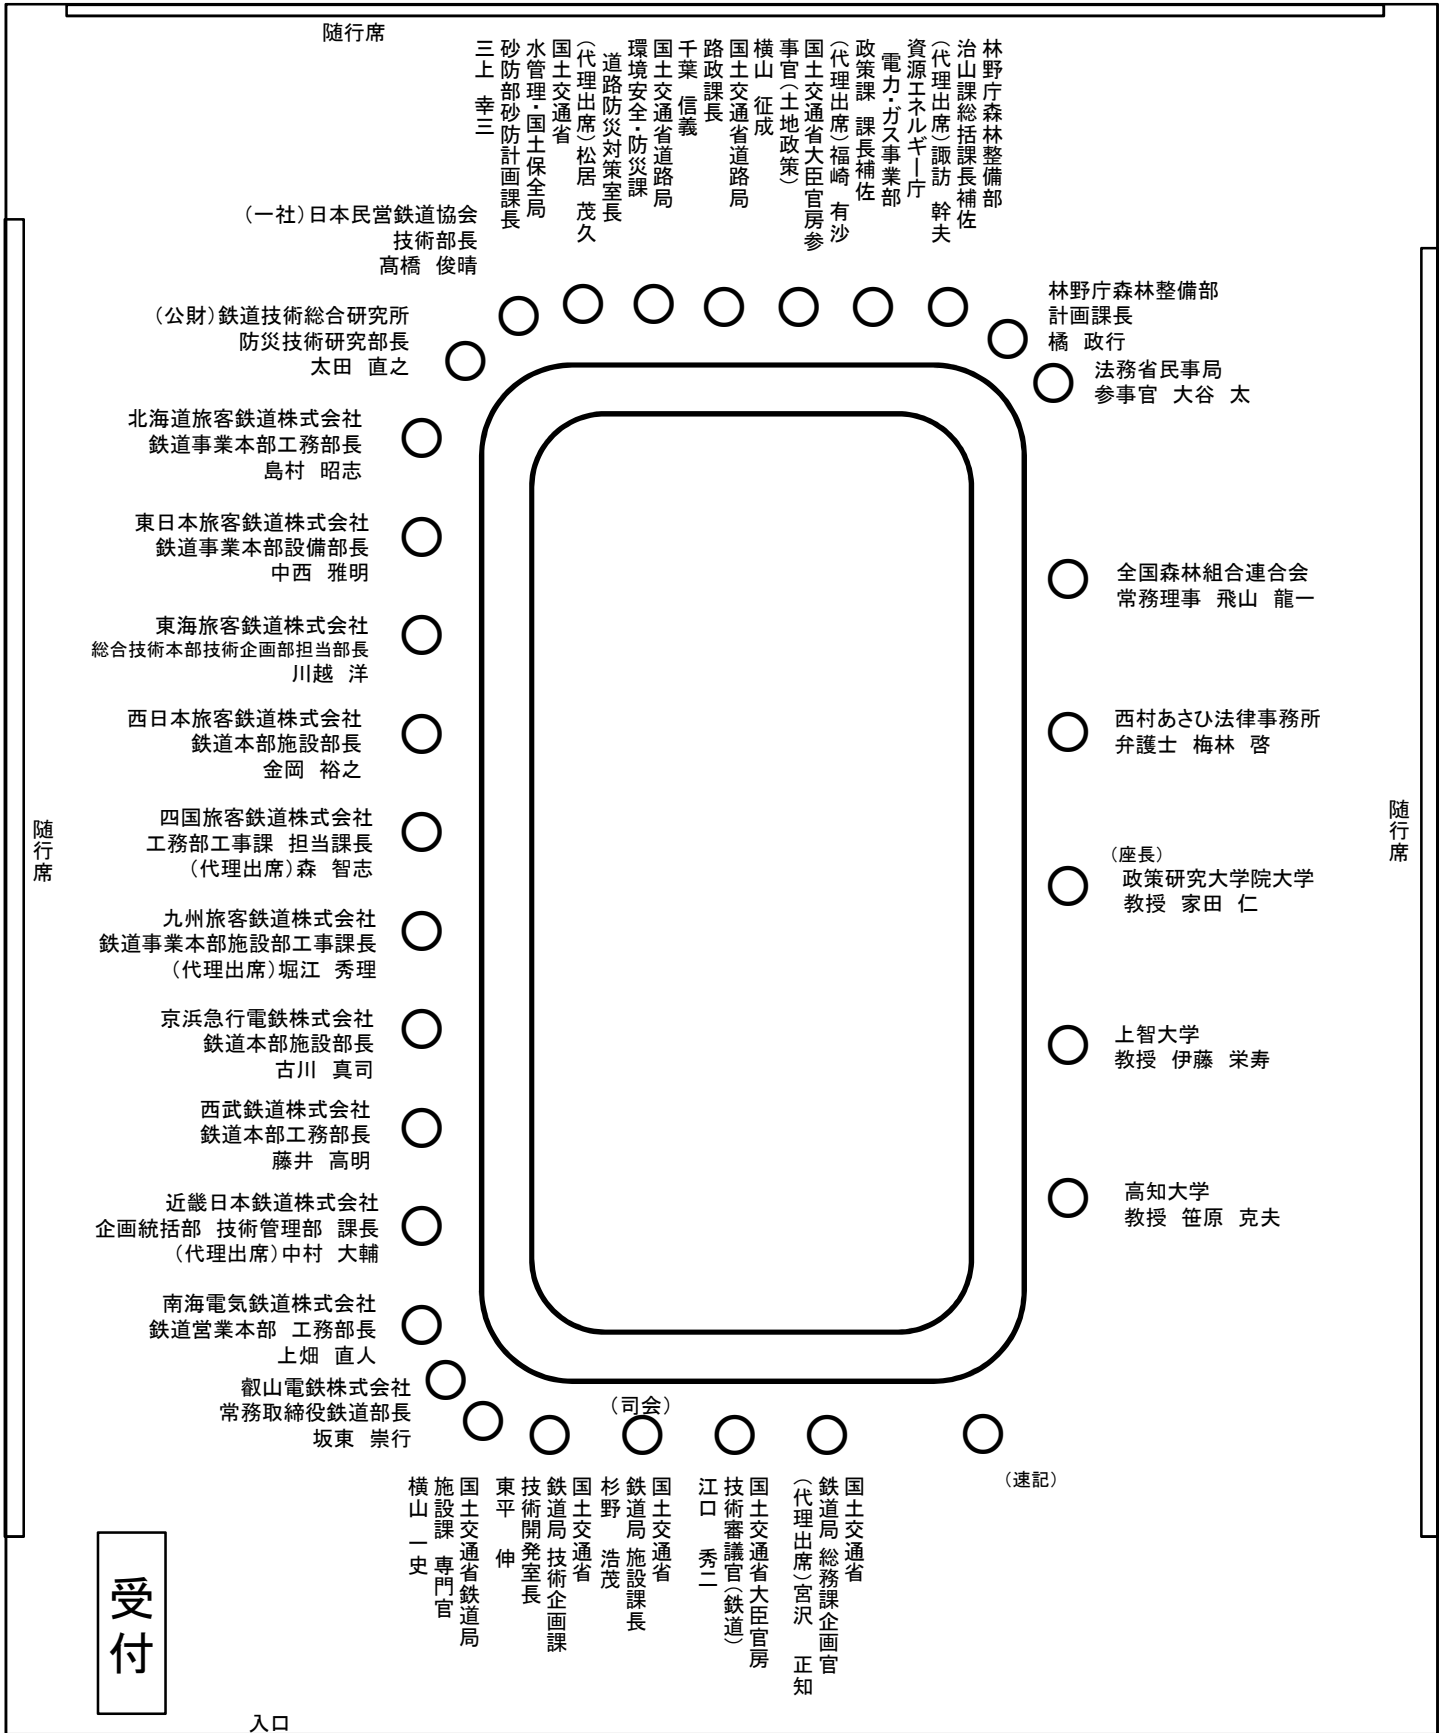 随行席
林野庁森林整備部
治山課総括課長補佐
(代理出席)諏訪 幹夫
資源エネルギー庁
電力・ガス事業部
政策課 課長補佐
(代理出席)福崎 有沙
国土交通省大臣官房参
事官(土地政策)
横山 征成
国土交通省道路局
路政課長
千葉 信義
国土交通省道路局
環境安全・防災課
道路防災対策室長
(代理出席)松居 茂久
国土交通省
水管理・国土保全局
砂防部砂防計画課長
三上 幸三
(一社)日本民営鉄道協会
技術部長
髙橋 俊晴
(公財)鉄道技術総合研究所
防災技術研究部長
太田 直之
林野庁森林整備部
計画課長
橘 政行
法務省民事局
参事官 大谷 太
北海道旅客鉄道株式会社
鉄道事業本部工務部長
島村 昭志
東日本旅客鉄道株式会社
鉄道事業本部設備部長
中西 雅明
東海旅客鉄道株式会社
総合技術本部技術企画部担当部長
川越 洋
西日本旅客鉄道株式会社
鉄道本部施設部長
金岡 裕之
四国旅客鉄道株式会社
工務部工事課 担当課長
(代理出席)森 智志
九州旅客鉄道株式会社
鉄道事業本部施設部工事課長
(代理出席)堀江 秀理
京浜急行電鉄株式会社
鉄道本部施設部長
古川 真司
西武鉄道株式会社
鉄道本部工務部長
藤井 高明
近畿日本鉄道株式会社
企画統括部 技術管理部 課長
(代理出席)中村 大輔
南海電気鉄道株式会社
鉄道営業本部 工務部長
上畑 直人
叡山電鉄株式会社
常務取締役鉄道部長
坂東 崇行
随行席
全国森林組合連合会
常務理事 飛山 龍一
西村あさひ法律事務所
弁護士 梅林 啓
(座長)
政策研究大学院大学
教授 家田 仁
上智大学
教授 伊藤 栄寿
高知大学
教授 笹原 克夫
随行席
(司会)
(速記)
国土交通省
鉄道局 総務課企画官
(代理出席)宮沢 正知
国土交通省大臣官房
技術審議官(鉄道)
江口 秀二
国土交通省
鉄道局 施設課長
杉野 浩茂
国土交通省
鉄道局 技術企画課
技術開発室長
東平 伸
国土交通省鉄道局
施設課 専門官
横山 一史
受付
入口